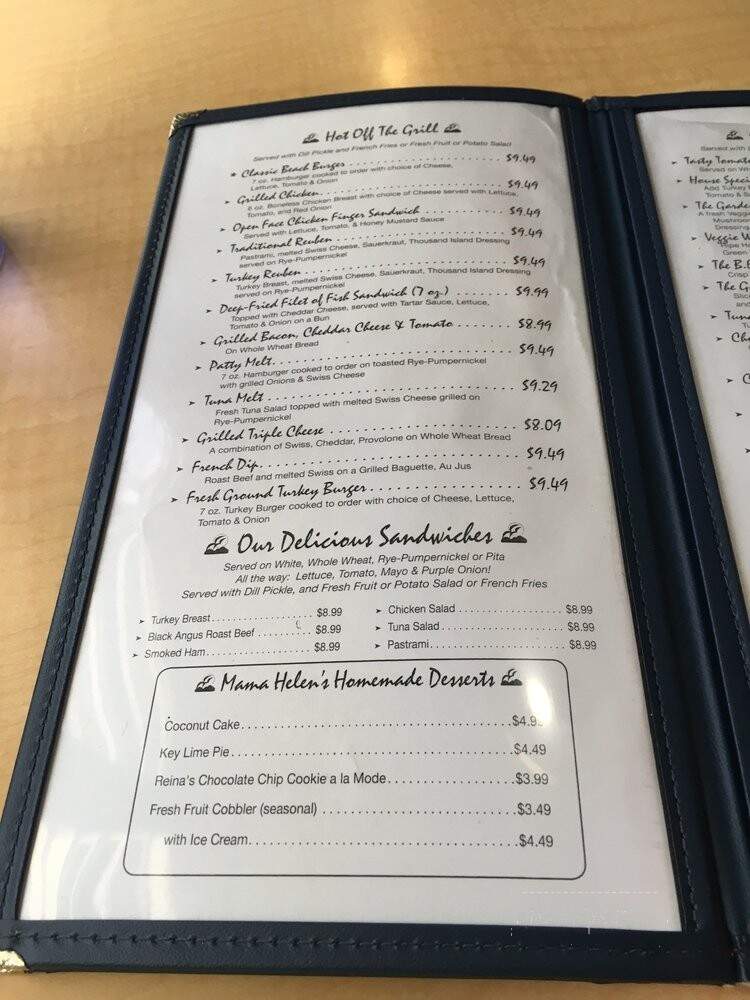 Hot Off The Grill
Served with Dill Pickle and French Fries or Fresh Fruit or Potato Salad
Classic Beach Burger $9.49
7 oz. Hamburger cooked to order with choice of Cheese,
Lettuce, Tomato & Onion
Grilled Chicken $9.49
6 oz. Boneless Chicken Breast with choice of Cheese served with Lettuce,
Tomato, and Red Onion
Open Face Chicken Finger Sandwich $9.49
Served with Lettuce, Tomato, & Honey Mustard Sauce
Traditional Reuben $9.49
Pastrami, melted Swiss Cheese, Sauerkraut, Thousand Island Dressing
served on Rye-Pumpernickel
Turkey Reuben $9.49
Turkey Breast, melted Swiss Cheese, Sauerkraut, Thousand Island Dressing
served on Rye-Pumpernickel
Deep-Fried Filet of Fish Sandwich (7 oz.) $9.99
Topped with Cheddar Cheese, served with Tartar Sauce, Lettuce,
Tomato & Onion on a Bun
Grilled Bacon, Cheddar Cheese & Tomato $8.99
On Whole Wheat Bread
Patty Melt $9.49
7 oz. Hamburger cooked to order on toasted Rye-Pumpernickel
with grilled Onions & Swiss Cheese
Tuna Melt $9.29
Fresh Tuna Salad topped with melted Swiss Cheese grilled on
Rye-Pumpernickel
Grilled Triple Cheese $8.09
A combination of Swiss, Cheddar, Provolone on Whole Wheat Bread
French Dip $9.49
Roast Beef and melted Swiss on a Grilled Baguette, Au Jus
Fresh Ground Turkey Burger $9.49
7 oz. Turkey Burger cooked to order with choice of Cheese, Lettuce,
Tomato & Onion
Our Delicious Sandwiches
Served on White, Whole Wheat, Rye-Pumpernickel or Pita
All the way: Lettuce, Tomato, Mayo & Purple Onion!
Served with Dill Pickle, and Fresh Fruit or Potato Salad or French Fries
Turkey Breast $8.99
Black Angus Roast Beef $8.99
Smoked Ham $8.99
Chicken Salad $8.99
Tuna Salad $8.99
Pastrami $8.99
Mama Helen's Homemade Desserts
Coconut Cake
Key Lime Pie $4.49
Reina's Chocolate Chip Cookie a la Mode $3.99
Fresh Fruit Cobbler (seasonal) $3.49
with Ice Cream $4.49
Served with
Tasty
Served on
House
Add Turkey
The
A fresh
Veggie
Green
The
The